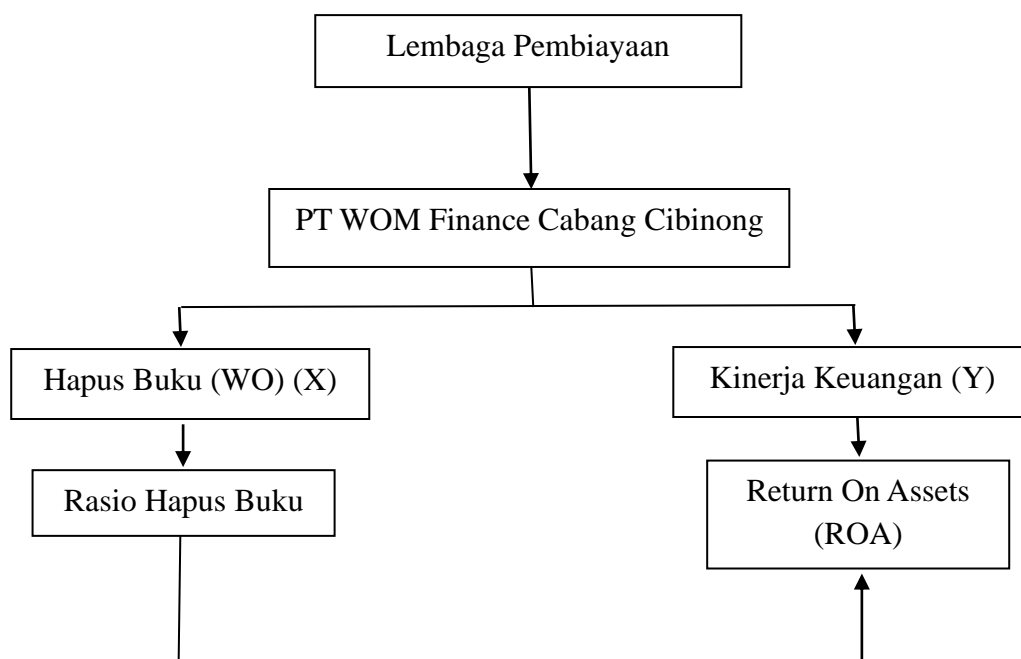 Lembaga Pembiayaan
PT WOM Finance Cabang Cibinong
Hapus Buku (WO) (X)
Kinerja Keuangan (Y)
Rasio Hapus Buku
Return On Assets
(ROA)